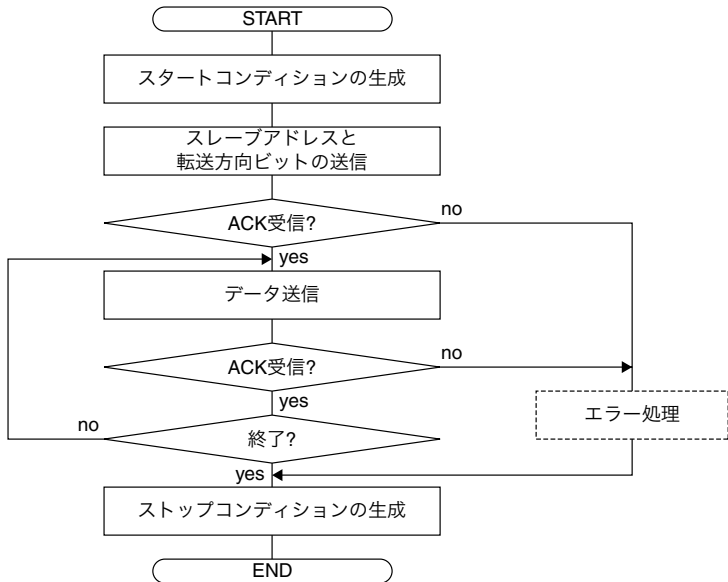 START
スタートコンディションの生成
スレーブアドレスと
転送方向ビットの送信
ACK受信?
no
yes
データ送信
ACK受信?
no
yes
エラー処理
終了?
no
yes
ストップコンディションの生成
END